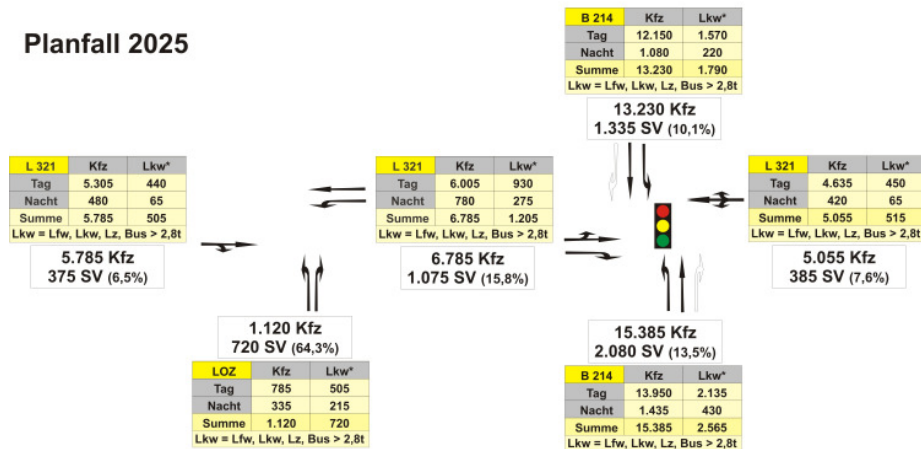 Planfall 2025
B 214 Kfz Lkw*
Tag 12.150 1.570
Nacht 1.080 220
Summe 13.230 1.790
Lkw = Lfw, Lkw, Lz, Bus > 2,8t
13.230 Kfz
1.335 SV (10,1%)
L 321 Kfz Lkw*
Tag 5.305 440
Nacht 480 65
Summe 5.785 505
Lkw = Lfw, Lkw, Lz, Bus > 2,8t
5.785 Kfz
375 SV (6,5%)
L 321 Kfz Lkw*
Tag 6.005 930
Nacht 780 275
Summe 6.785 1.205
Lkw = Lfw, Lkw, Lz, Bus > 2,8t
6.785 Kfz
1.075 SV (15,8%)
L 321 Kfz Lkw*
Tag 4.635 450
Nacht 420 65
Summe 5.055 515
Lkw = Lfw, Lkw, Lz, Bus > 2,8t
5.055 Kfz
385 SV (7,6%)
1.120 Kfz
720 SV (64,3%)
LOZ Kfz Lkw*
Tag 785 505
Nacht 335 215
Summe 1.120 720
Lkw = Lfw, Lkw, Lz, Bus > 2,8t
15.385 Kfz
2.080 SV (13,5%)
B 214 Kfz Lkw*
Tag 13.950 2.135
Nacht 1.435 430
Summe 15.385 2.565
Lkw = Lfw, Lkw, Lz, Bus > 2,8t